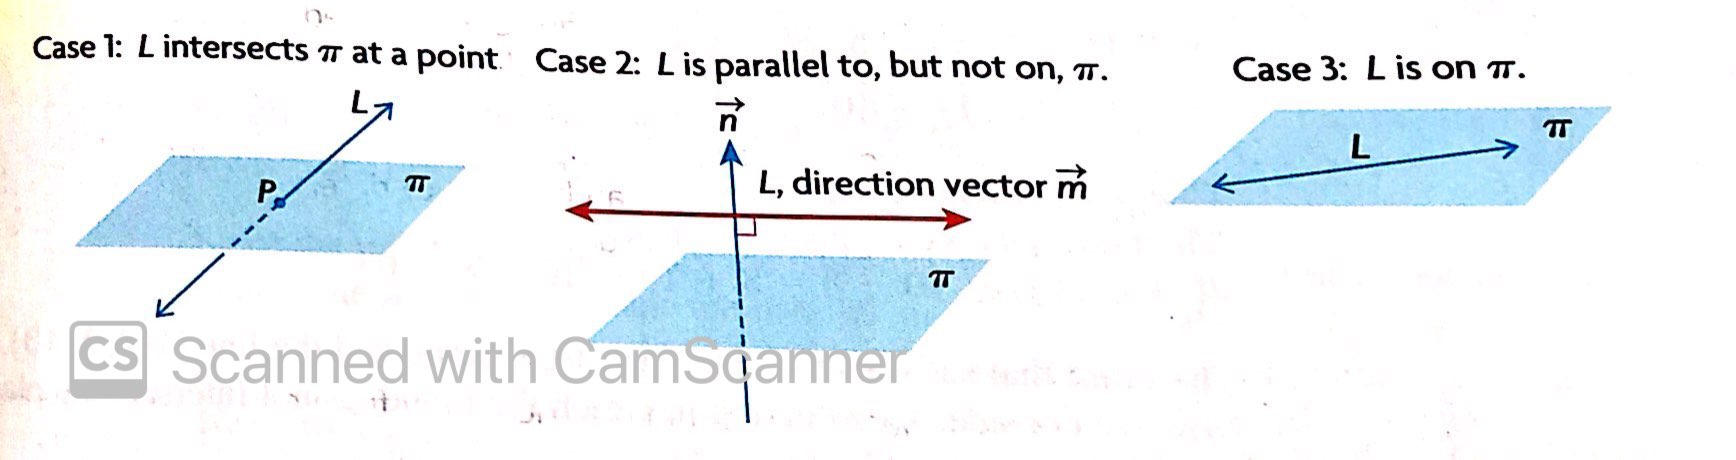 Case 1: L intersects π at a point
Case 2: L is parallel to, but not on, π.
Case 3: L is on π.
L
P
π
n⃗
L, direction vector m⃗
π
L
π
CS Scanned with CamScanner